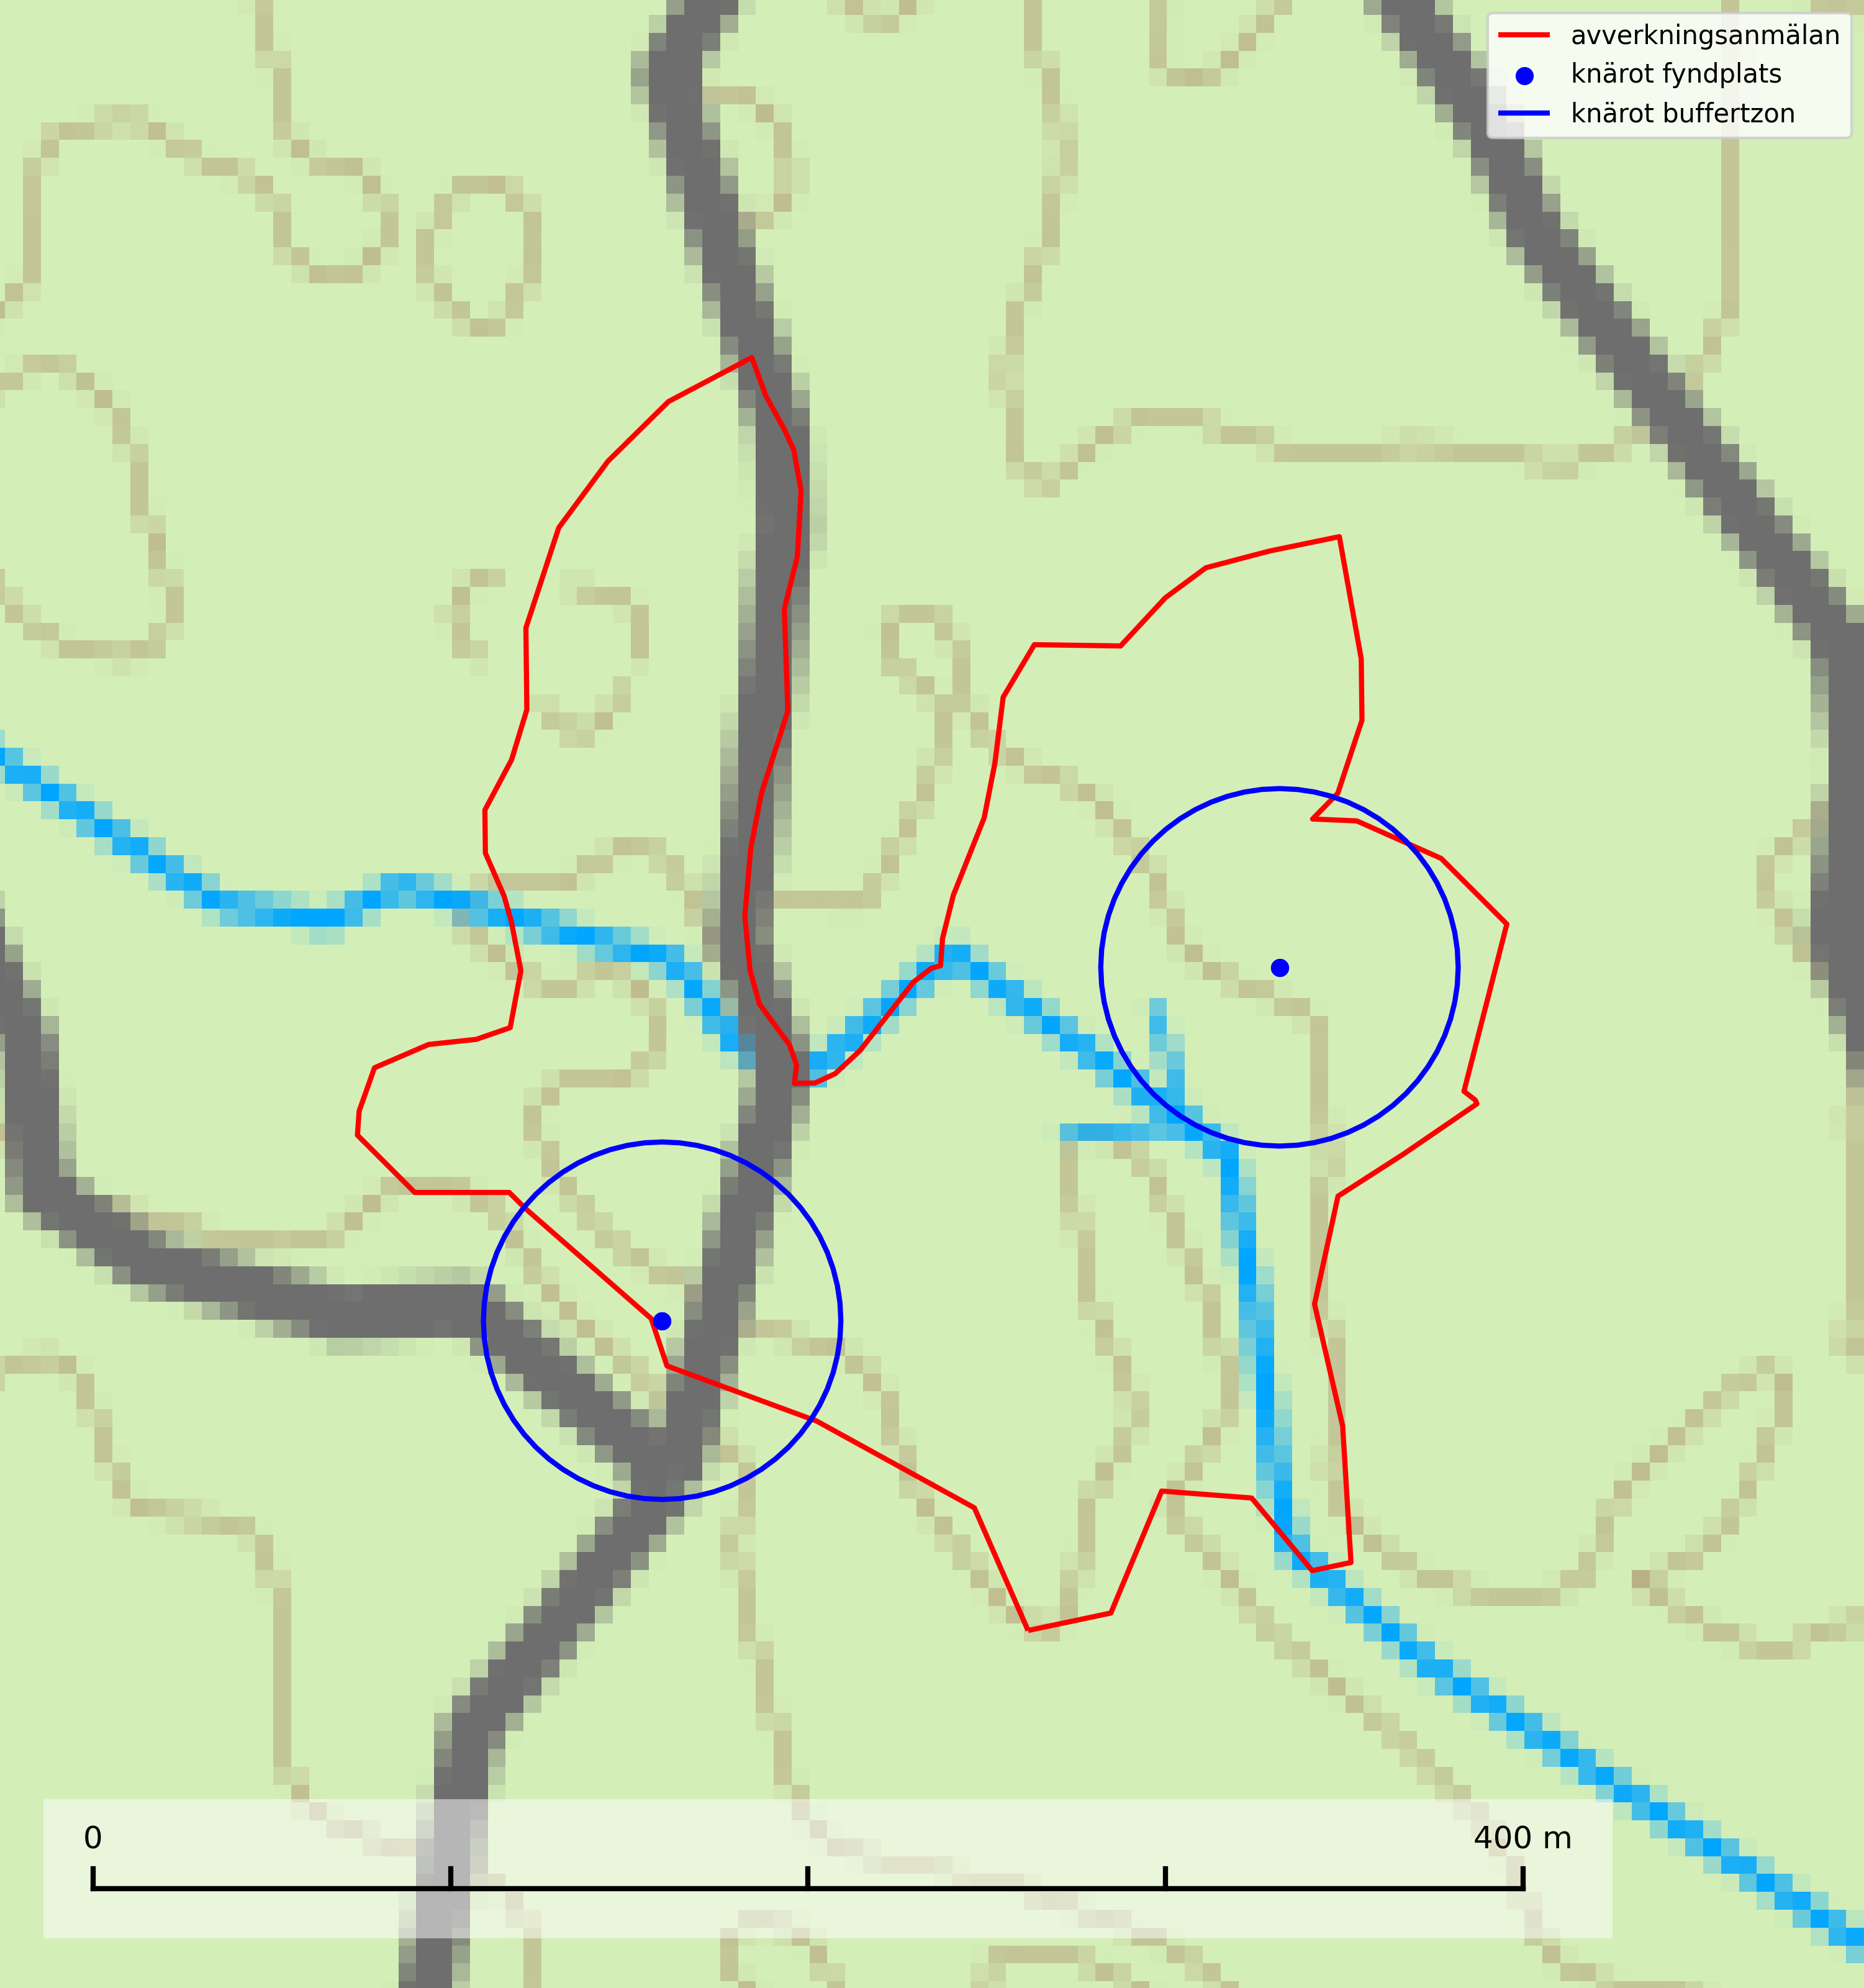 avverkningsanmälan
knärot fyndplats
knärot buffertzon
0
400 m